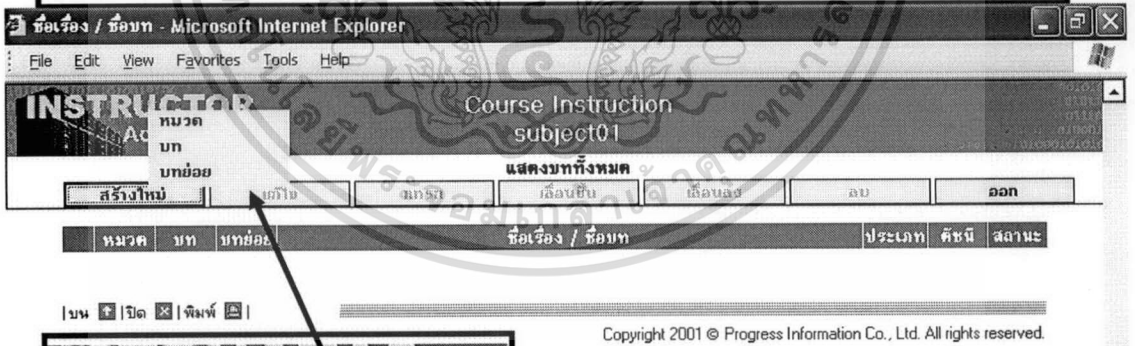 ชื่อเรื่อง / ชื่อบท - Microsoft Internet Explorer
File Edit View Favorites Tools Help
INSTRUCTOR
Course Instruction
subject01
หมวด
บท
บทย่อย
แสดงบททั้งหมด
สร้างใหม่ แก้ไข แทรก เลื่อนขึ้น เลื่อนลง ลบ ออก
หมวด บท บทย่อย ชื่อเรื่อง / ชื่อบท ประเภท ดัชนี สถานะ
|บน |ปิด |พิมพ์ |
Copyright 2001 © Progress Information Co., Ltd. All rights reserved.